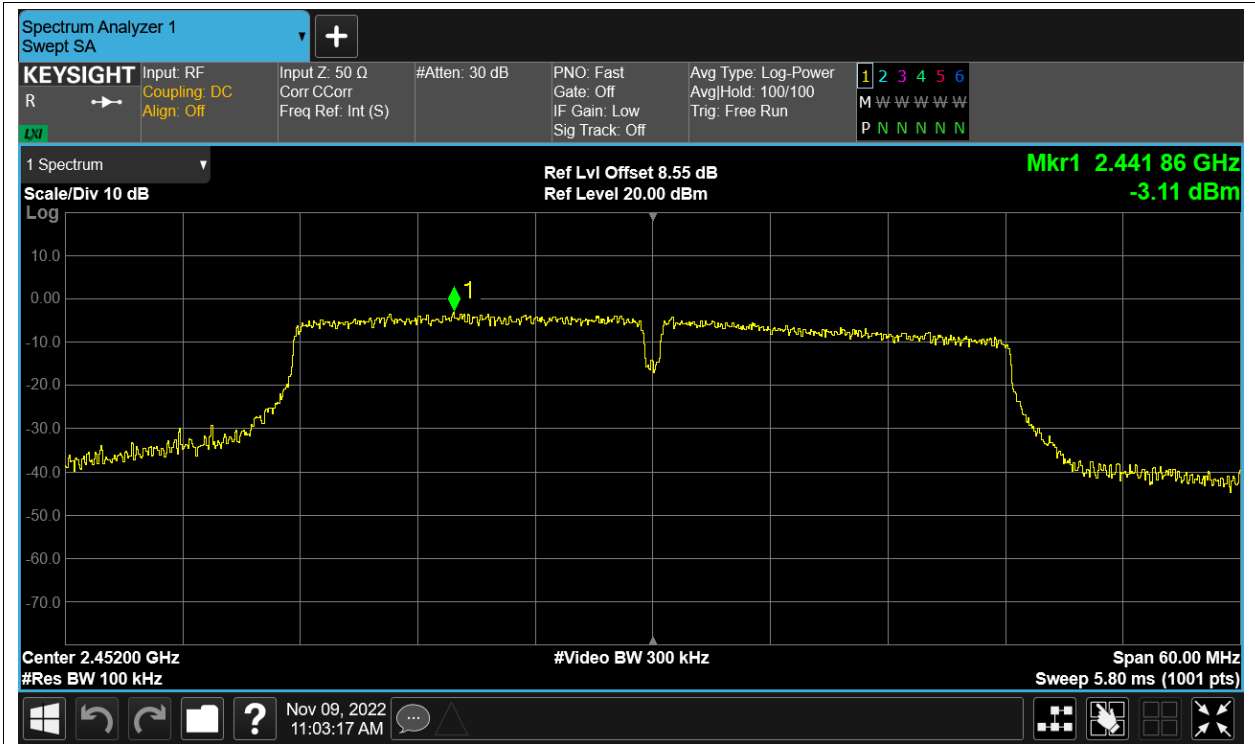 Spectrum Analyzer 1
Swept SA
KEYSIGHT
R
LXI
Input: RF
Coupling: DC
Align: Off
Input Z: 50 Ω
Corr CCorr
Freq Ref: Int (S)
#Atten: 30 dB
PNO: Fast
Gate: Off
IF Gain: Low
Sig Track: Off
Avg Type: Log-Power
Avg|Hold: 100/100
Trig: Free Run
1 2 3 4 5 6
M W W W W W
P N N N N N
1 Spectrum
Scale/Div 10 dB
Ref Lvl Offset 8.55 dB
Ref Level 20.00 dBm
Mkr1 2.441 86 GHz
-3.11 dBm
Log
10.0
0.00
-10.0
-20.0
-30.0
-40.0
-50.0
-60.0
-70.0
1
Center 2.45200 GHz
#Res BW 100 kHz
#Video BW 300 kHz
Span 60.00 MHz
Sweep 5.80 ms (1001 pts)
?
Nov 09, 2022
11:03:17 AM